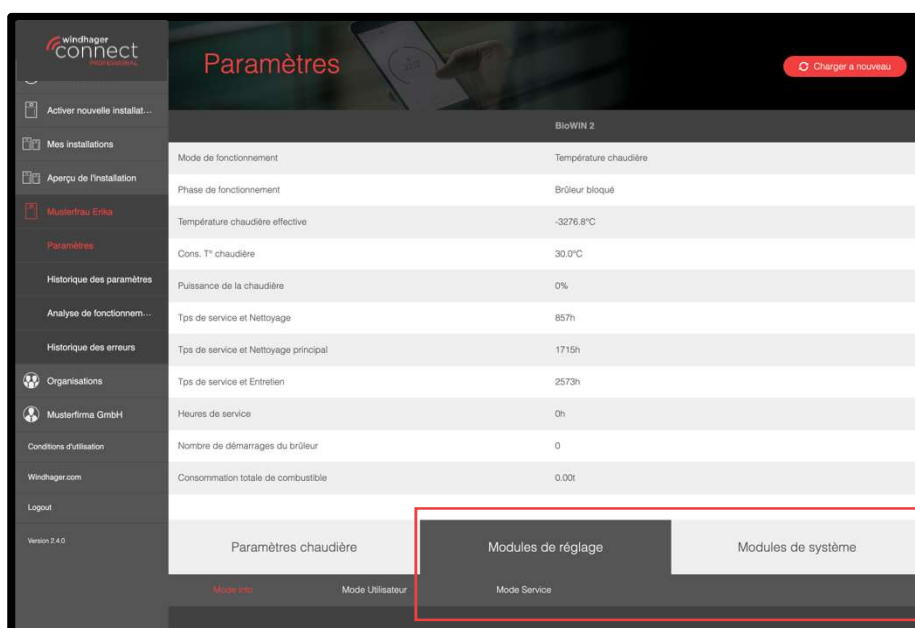 windhager
connect
PROFESSIONAL
Paramètres
Charger a nouveau
Activer nouvelle installat...
Mes installations
Aperçu de l'installation
Musterfrau Erika
Paramètres
Historique des paramètres
Analyse de fonctionnem...
Historique des erreurs
Organisations
Musterfirma GmbH
Conditions d'utilisation
Windhager.com
Logout
Version 2.4.0
BioWIN 2
Mode de fonctionnement Température chaudière
Phase de fonctionnement Brûleur bloqué
Température chaudière effective -3276.8°C
Cons. T° chaudière 30.0°C
Puissance de la chaudière 0%
Tps de service et Nettoyage 857h
Tps de service et Nettoyage principal 1715h
Tps de service et Entretien 2573h
Heures de service 0h
Nombre de démarrages du brûleur 0
Consommation totale de combustible 0.00t
Paramètres chaudière Modules de réglage Modules de système
Mode info Mode Utilisateur Mode Service